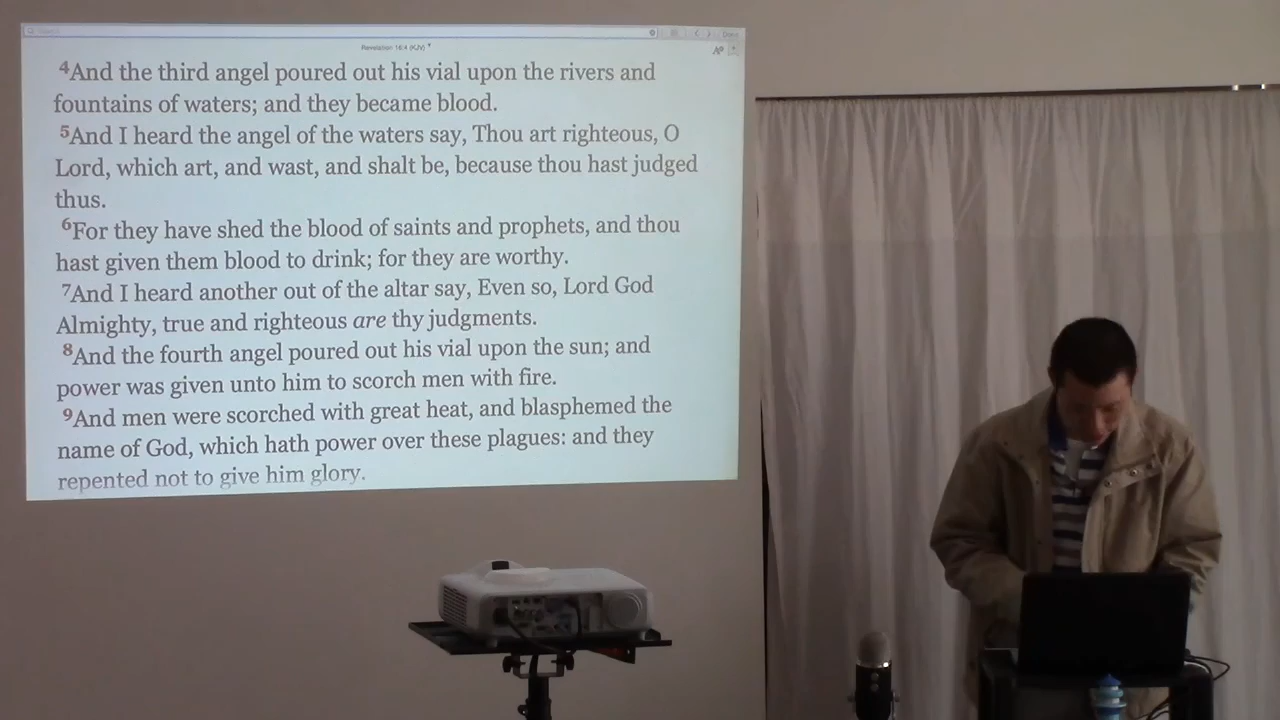 Revelation 16:4 (KJV)
4And the third angel poured out his vial upon the rivers and
fountains of waters; and they became blood.
5And I heard the angel of the waters say, Thou art righteous, O
Lord, which art, and wast, and shalt be, because thou hast judged
thus.
6For they have shed the blood of saints and prophets, and thou
hast given them blood to drink; for they are worthy.
7And I heard another out of the altar say, Even so, Lord God
Almighty, true and righteous are thy judgments.
8And the fourth angel poured out his vial upon the sun; and
power was given unto him to scorch men with fire.
9And men were scorched with great heat, and blasphemed the
name of God, which hath power over these plagues: and they
repented not to give him glory.